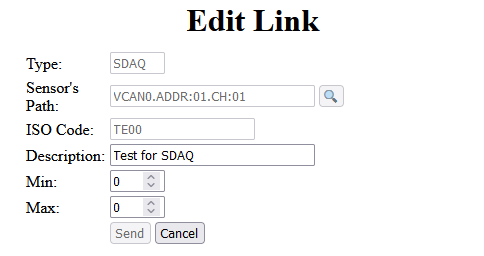 Edit Link
Type: SDAQ
Sensor's
Path: VCAN0.ADDR:01.CH:01
ISO Code: TE00
Description: Test for SDAQ
Min: 0
Max: 0
Send Cancel